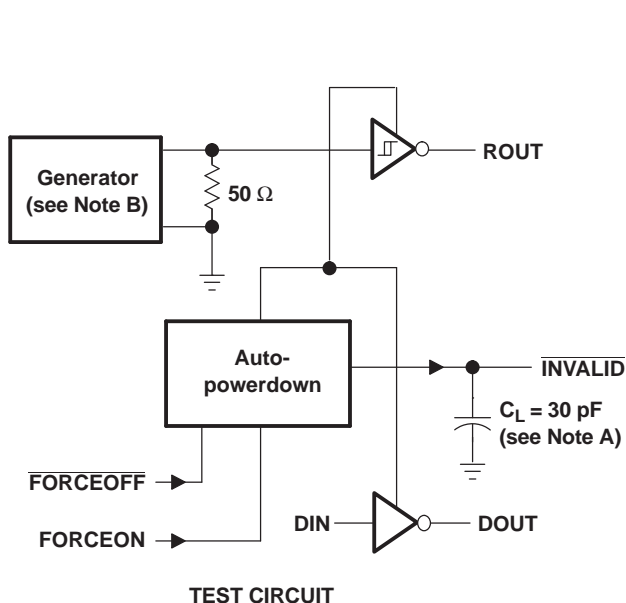 ROUT
Generator
(see Note B)
50 Ω
Auto-
powerdown
INVALID
C_L = 30 pF
(see Note A)
FORCEOFF
FORCEON
DIN
DOUT
TEST CIRCUIT